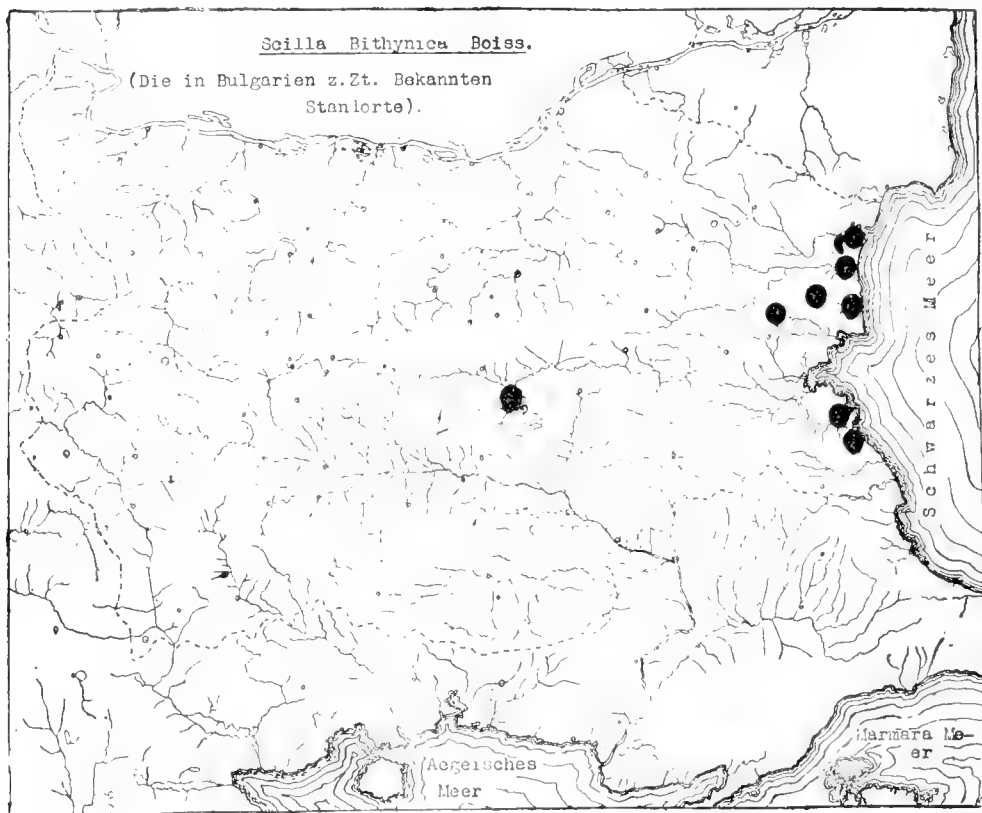 Scilla Bithynica Boiss.
(Die in Bulgarien z.Zt. Bekannten
Stanlorte).
Schwarzes Meer
Marmara Me-
er
Aegeisches
Meer